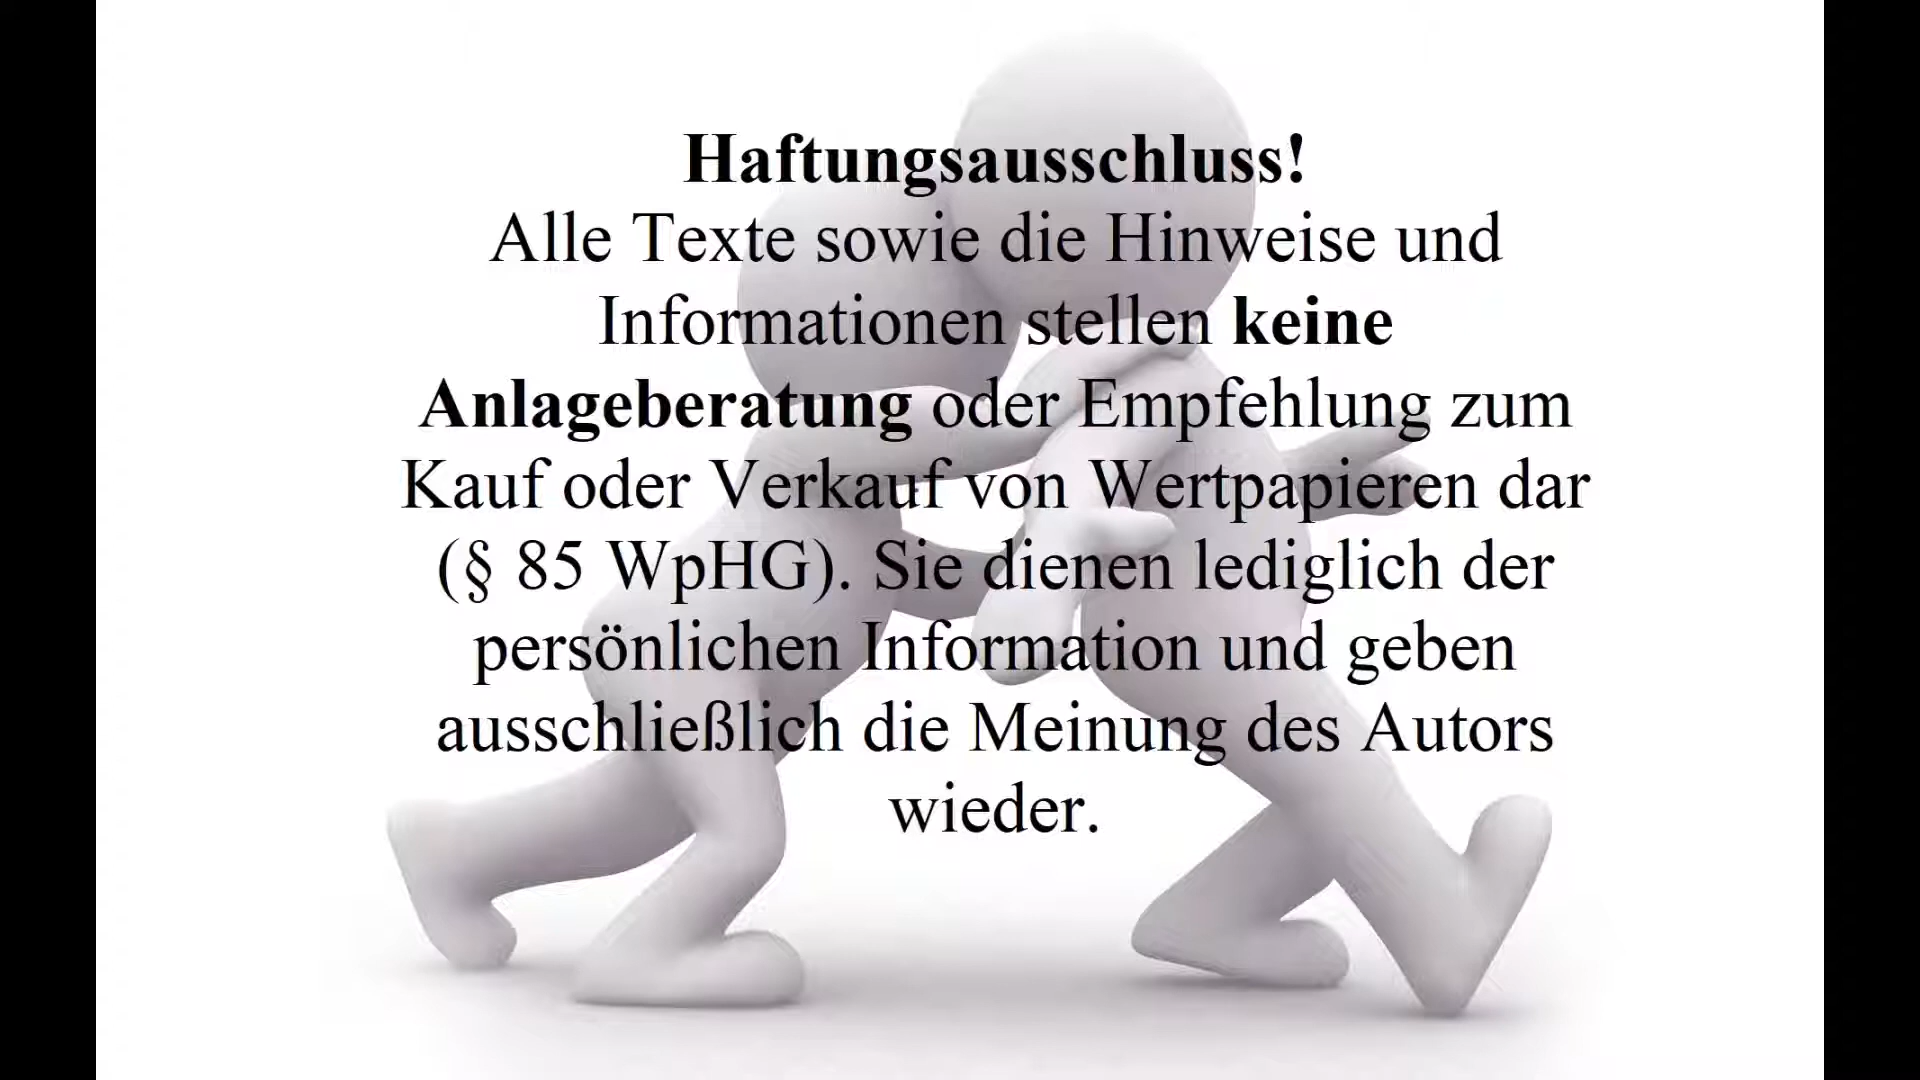 Haftungsausschluss!
Alle Texte sowie die Hinweise und
Informationen stellen keine
Anlageberatung oder Empfehlung zum
Kauf oder Verkauf von Wertpapieren dar
(§ 85 WpHG). Sie dienen lediglich der
persönlichen Information und geben
ausschließlich die Meinung des Autors
wieder.